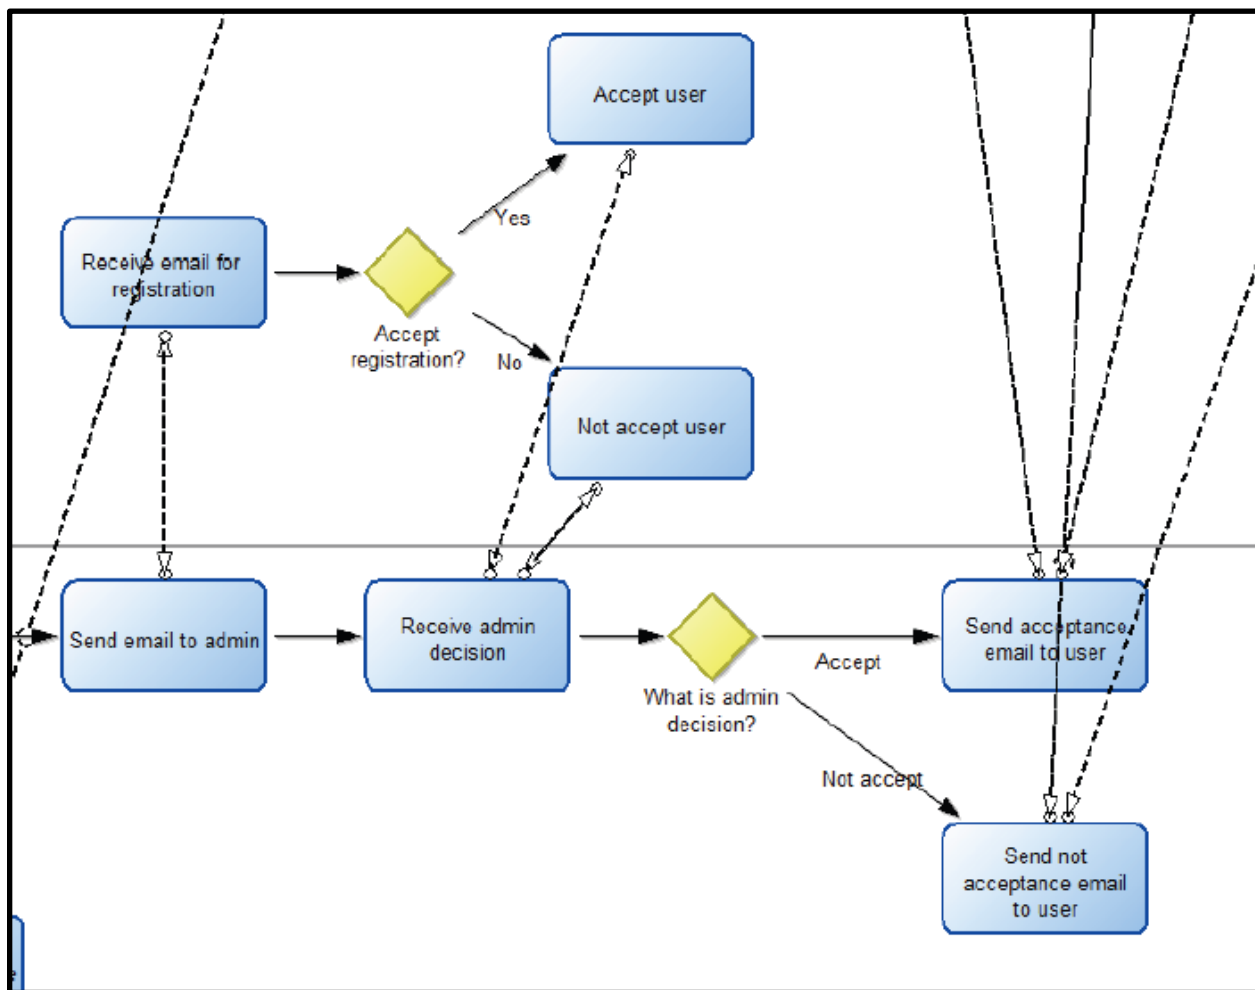 Accept user
Yes
Receive email for
registration
Accept
registration?
No
Not accept user
Send email to admin
Receive admin
decision
What is admin
decision?
Accept
Send acceptance
email to user
Not accept
Send not
acceptance email
to user